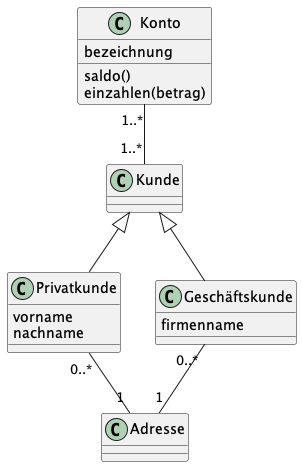 C Konto
bezeichnung
saldo()
einzahlen(betrag)
1..*
1..*
C Kunde
C Privatkunde
vorname
nachname
C Geschäftskunde
firmenname
0..*
0..*
1
1
C Adresse